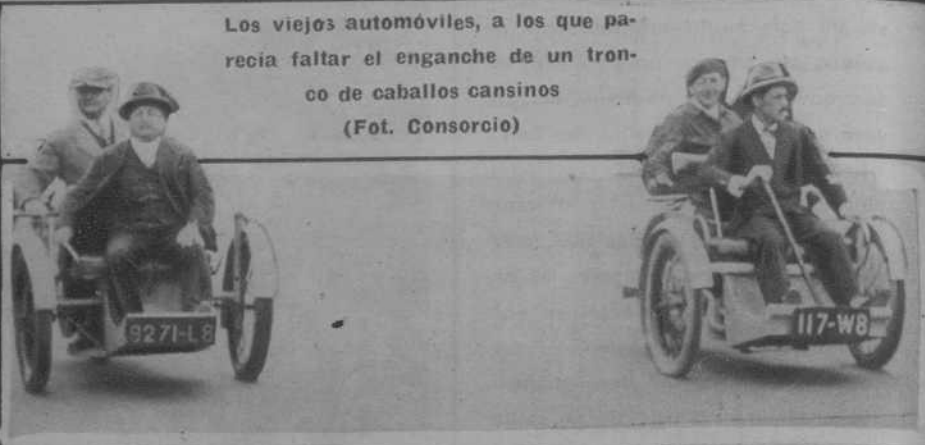 Los viejos automóviles, a los que pa-
recia faltar el enganche de un tron-
co de caballos cansinos
(Fot. Consorcio)
9271-L8
117-W8